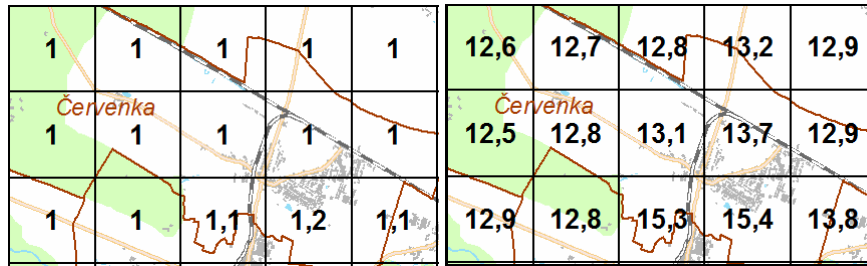 1 1 1 1 1
Červenka
1 1 1 1 1
1 1 1,1 1,2 1,1
12,6 12,7 12,8 13,2 12,9
Červenka
12,5 12,8 13,1 13,7 12,9
12,9 12,8 15,3 15,4 13,8